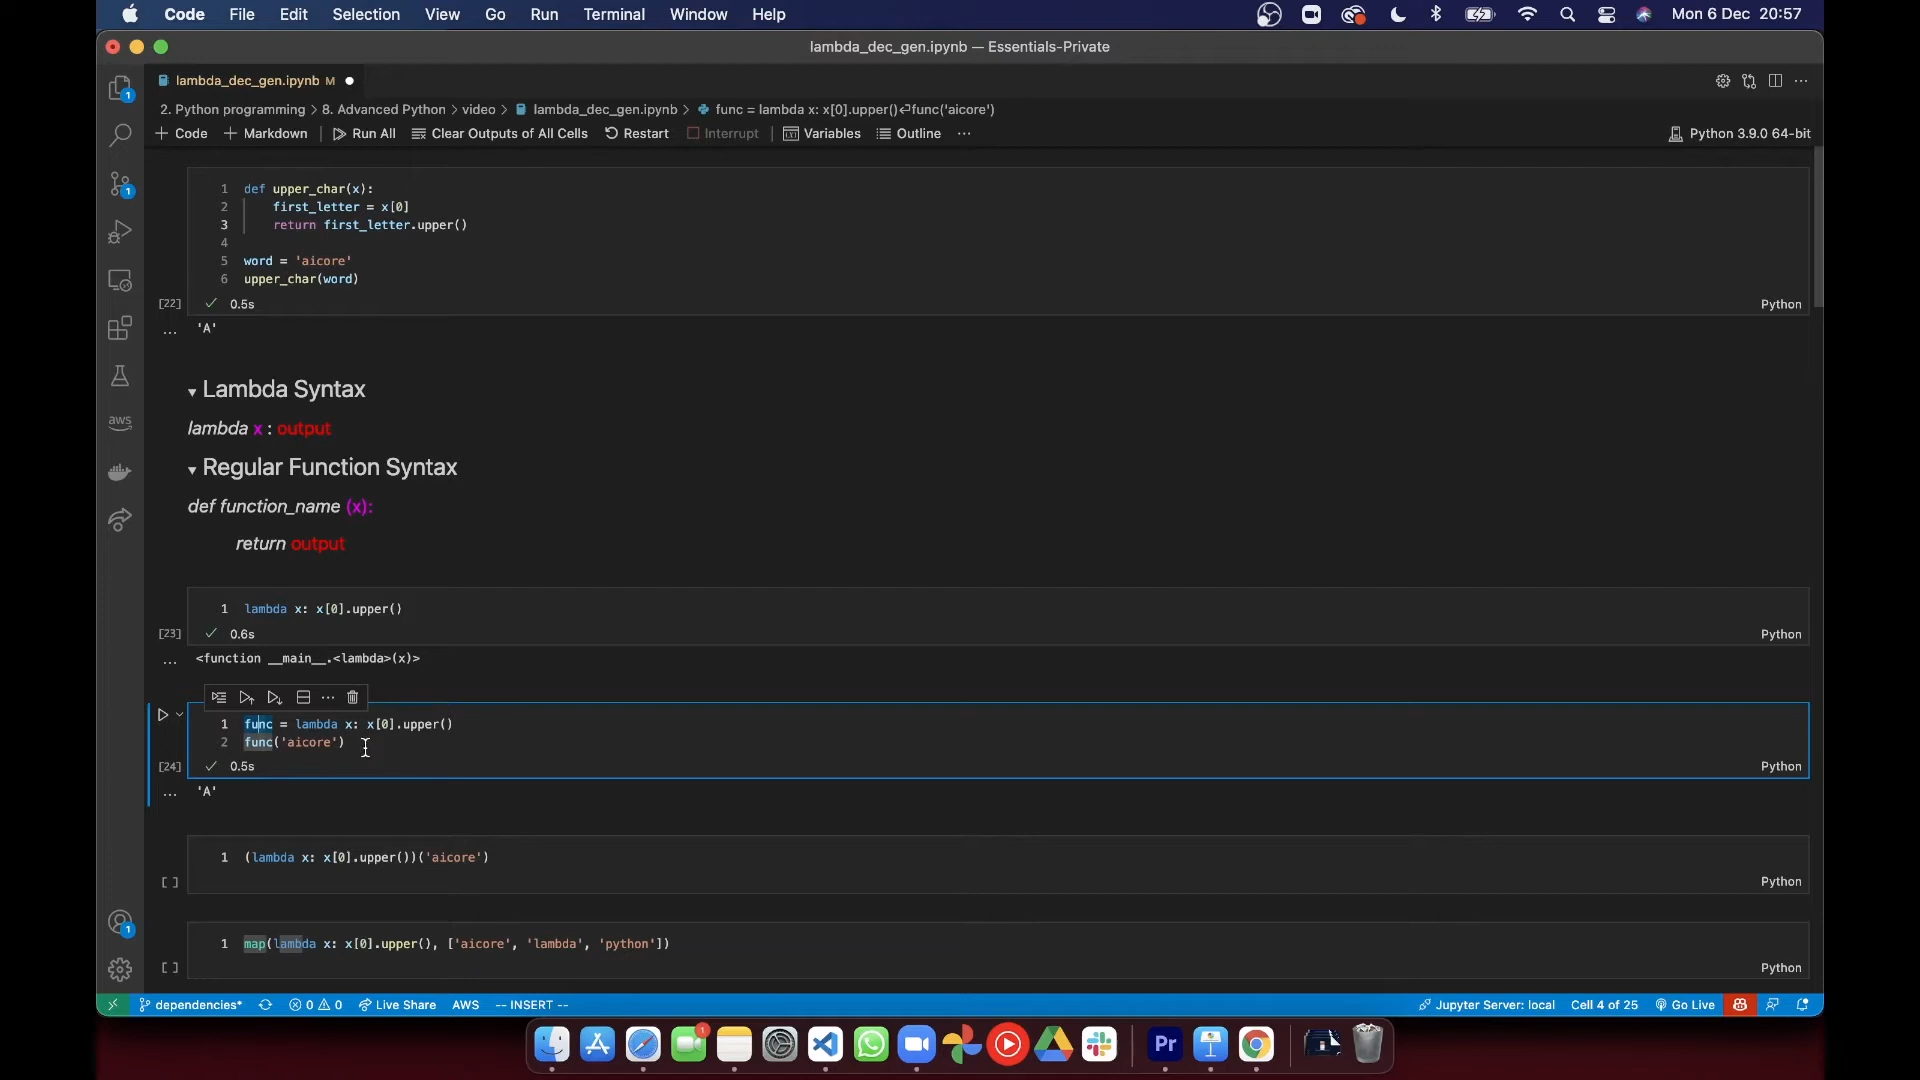 Code File Edit Selection View Go Run Terminal Window Help Mon 6 Dec 20:57
lambda_dec_gen.ipynb — Essentials-Private
lambda_dec_gen.ipynb M
2. Python programming > 8. Advanced Python > video > lambda_dec_gen.ipynb > func = lambda x: x[0].upper()↵func('aicore')
+ Code + Markdown Run All Clear Outputs of All Cells Restart Interrupt Variables Outline ... Python 3.9.0 64-bit
1 def upper_char(x):
2 first_letter = x[0]
3 return first_letter.upper()
4
5 word = 'aicore'
6 upper_char(word)
[22] 0.5s Python
... 'A'
Lambda Syntax
lambda x : output
Regular Function Syntax
def function_name (x):
return output
1 lambda x: x[0].upper()
[23] 0.6s Python
... <function __main__.<lambda>(x)>
1 func = lambda x: x[0].upper()
2 func('aicore')
[24] 0.5s Python
... 'A'
1 (lambda x: x[0].upper())('aicore')
[ ] Python
1 map(lambda x: x[0].upper(), ['aicore', 'lambda', 'python'])
[ ] Python
aws
1
1
1
dependencies* 0 0 Live Share AWS -- INSERT -- Jupyter Server: local Cell 4 of 25 Go Live
1
Pr